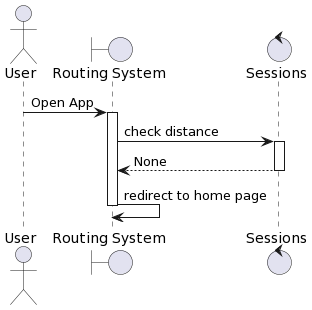 User
Routing System
Sessions
Open App
check distance
None
redirect to home page
User
Routing System
Sessions